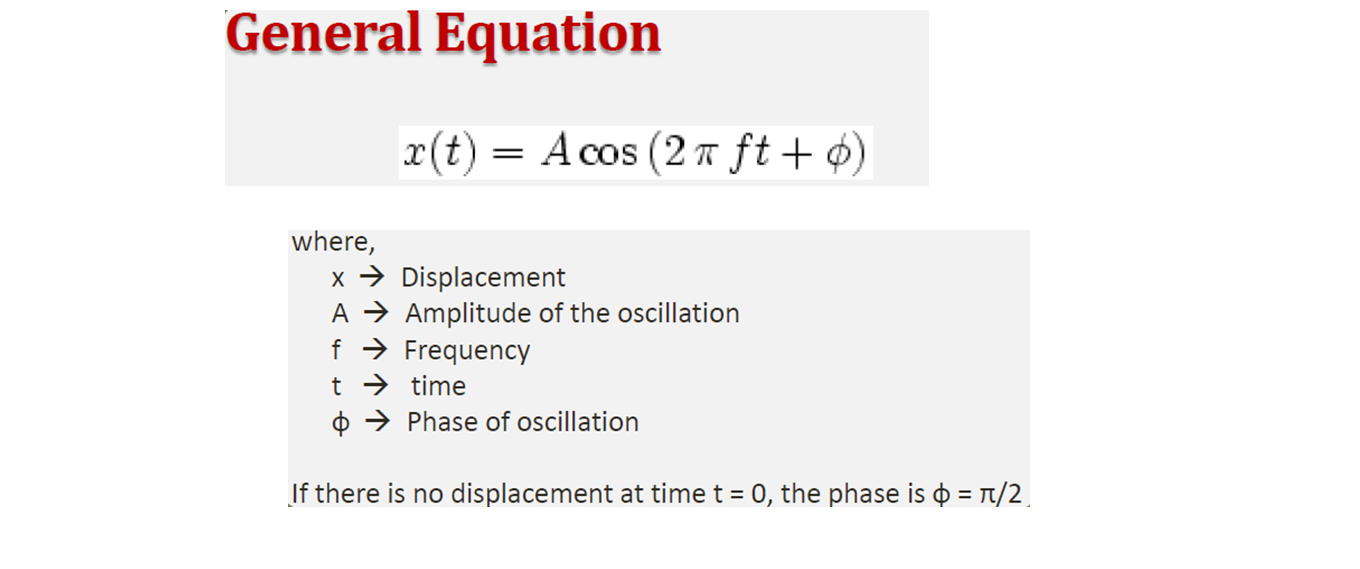 General Equation
x(t) = A cos (2 π ft + ϕ)
where,
x → Displacement
A → Amplitude of the oscillation
f → Frequency
t → time
ϕ → Phase of oscillation
If there is no displacement at time t = 0, the phase is ϕ = π/2